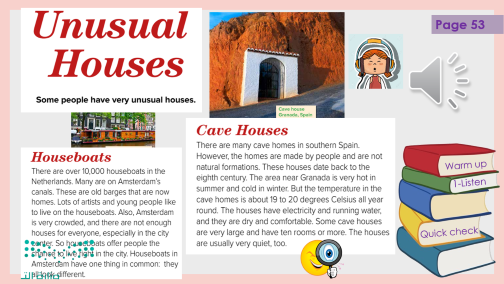 Unusual
Houses
Page 53
Some people have very unusual houses.
Cave house
Granada, Spain
Houseboats
There are over 10,000 houseboats in the
Netherlands. Many are on Amsterdam's
canals. These are old barges that are now
homes. Lots of artists and young people like
to live on the houseboats. Also, Amsterdam
is very crowded, and there are not enough
houses for everyone, especially in the city
center. So houseboats offer people the
chance to live right in the city. Houseboats in
Amsterdam have one thing in common: they
all look different.
Cave Houses
There are many cave homes in southern Spain.
However, the homes are made by people and are not
natural formations. These houses date back to the
eighth century. The area near Granada is very hot in
summer and cold in winter. But the temperature in the
cave homes is about 19 to 20 degrees Celsius all year
round. The houses have electricity and running water,
and they are dry and comfortable. Some cave houses
are very large and have ten rooms or more. The houses
are usually very quiet, too.
Warm up
1-Listen
Quick check